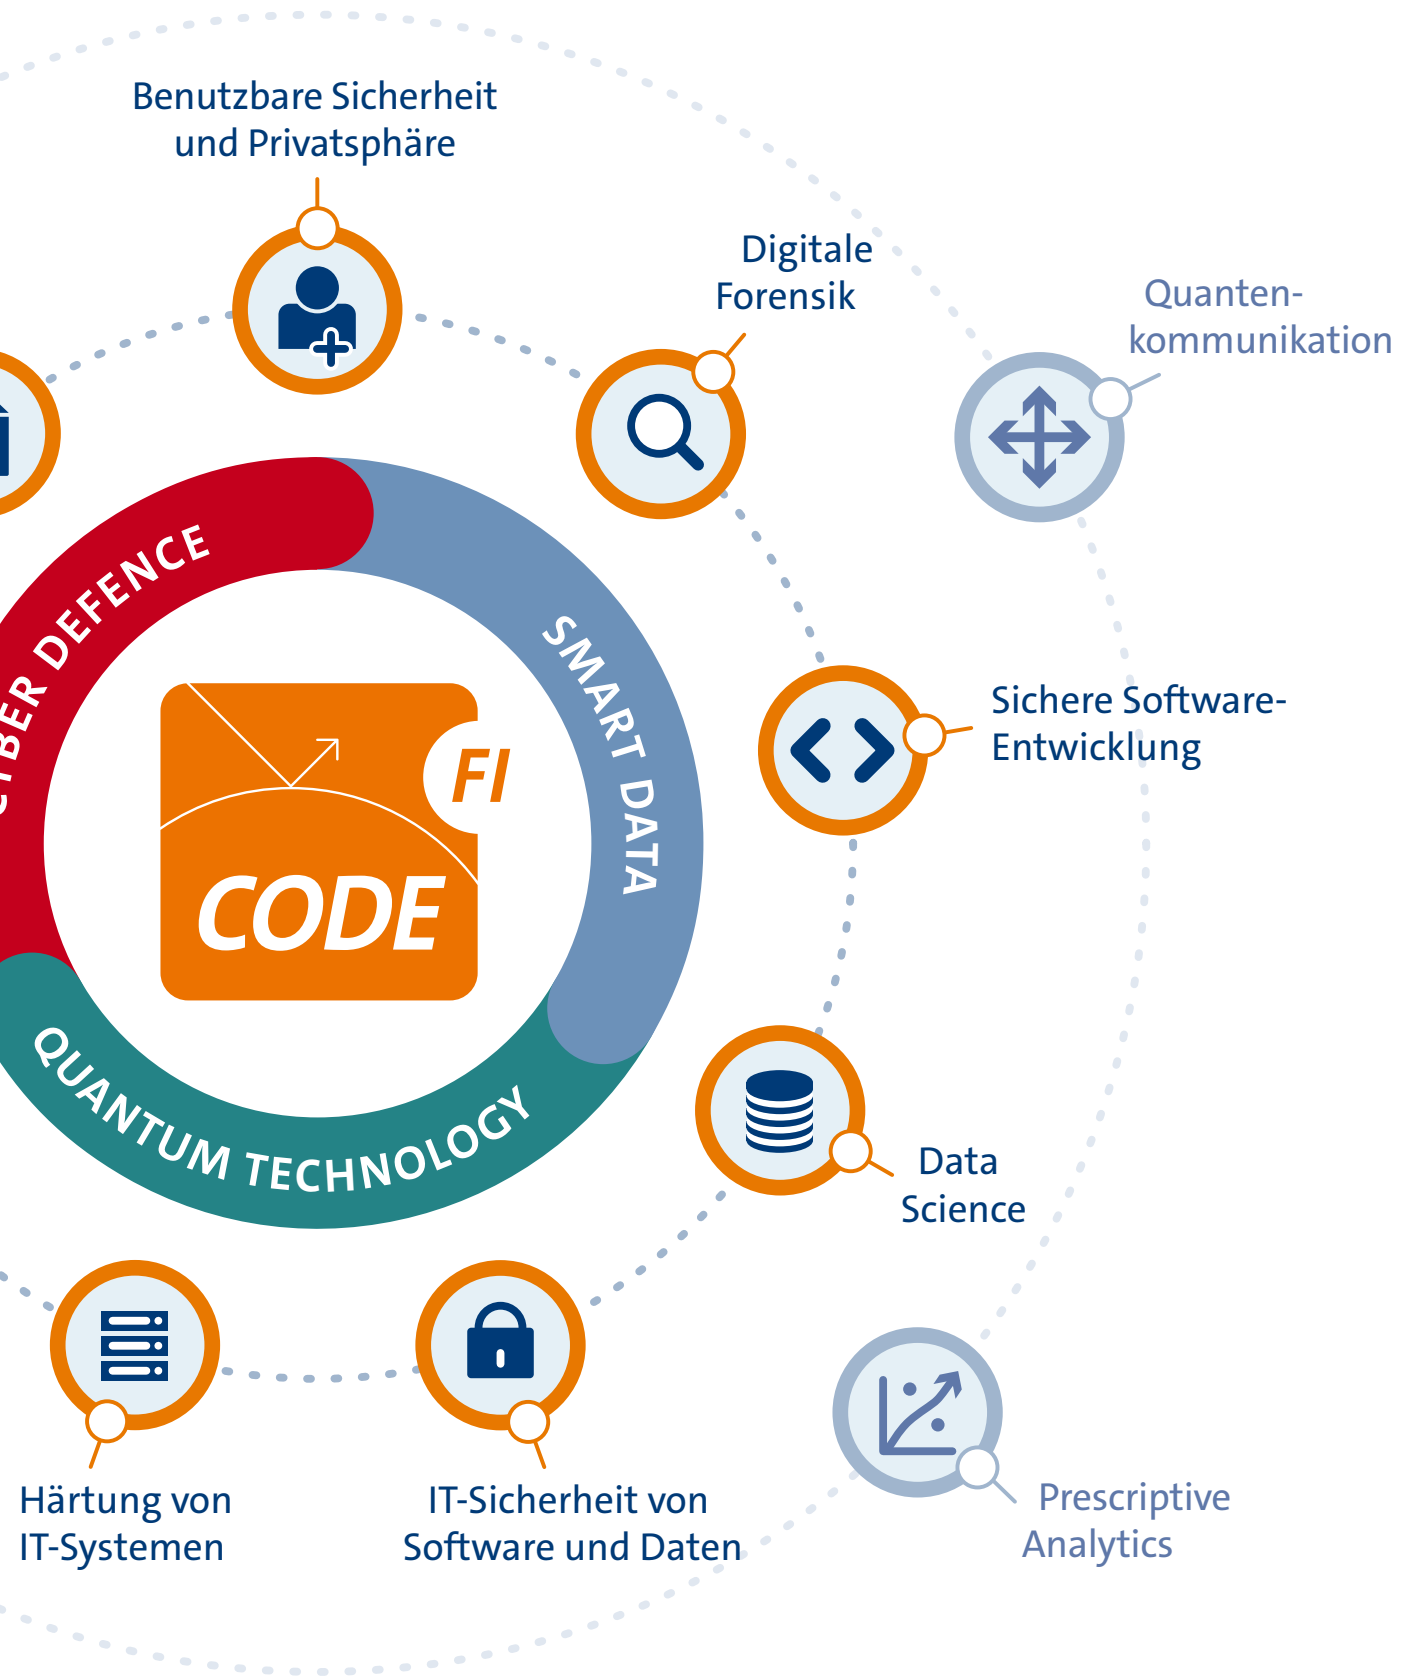 Benutzbare Sicherheit
und Privatsphäre
Digitale
Forensik
Quanten-
kommunikation
CYBER DEFENCE
SMART DATA
FI
CODE
Sichere Software-
Entwicklung
QUANTUM TECHNOLOGY
Data
Science
Härtung von
IT-Systemen
IT-Sicherheit von
Software und Daten
Prescriptive
Analytics